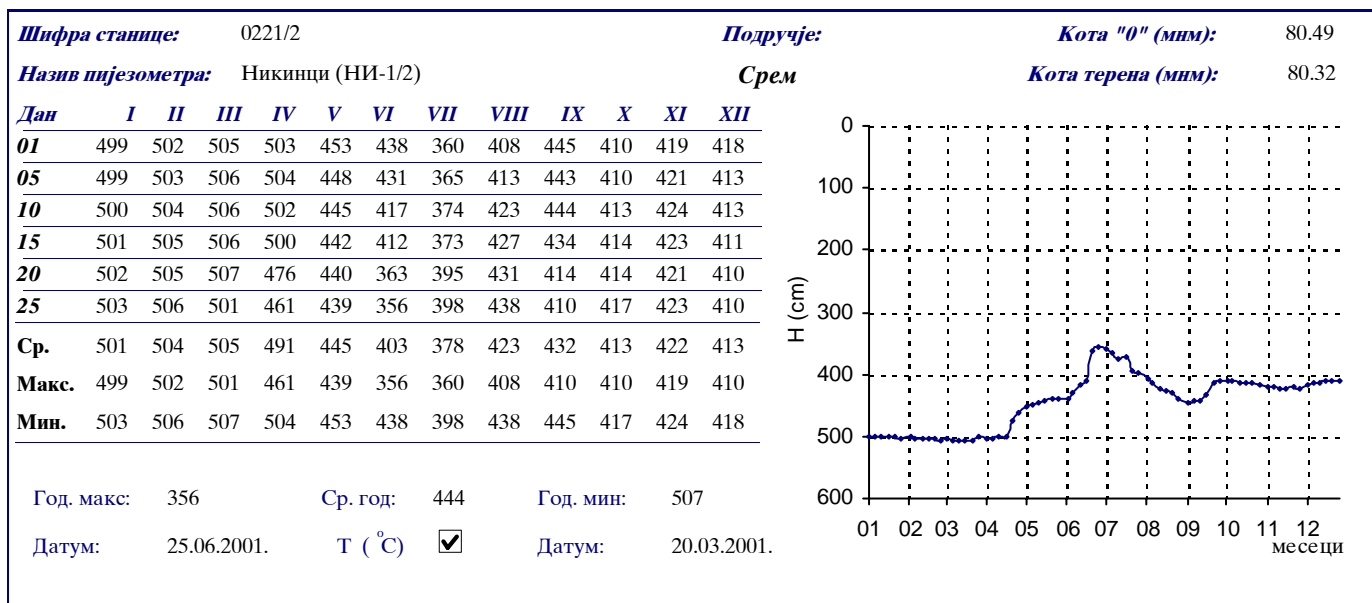 Шифра станице: 0221/2 Подручје: Кота "0" (мнм): 80.49
Назив пијезометра: Никинци (НИ-1/2) Срем Кота терена (мнм): 80.32
Дан I II III IV V VI VII VIII IX X XI XII
01 499 502 505 503 453 438 360 408 445 410 419 418
05 499 503 506 504 448 431 365 413 443 410 421 413
10 500 504 506 502 445 417 374 423 444 413 424 413
15 501 505 506 500 442 412 373 427 434 414 423 411
20 502 505 507 476 440 363 395 431 414 414 421 410
25 503 506 501 461 439 356 398 438 410 417 423 410
Ср. 501 504 505 491 445 403 378 423 432 413 422 413
Макс. 499 502 501 461 439 356 360 408 410 410 419 410
Мин. 503 506 507 504 453 438 398 438 445 417 424 418
Год. макс: 356 Ср. год: 444 Год. мин: 507
Датум: 25.06.2001. Т ( °C) Датум: 20.03.2001.
H (cm)
0
100
200
300
400
500
600
01 02 03 04 05 06 07 08 09 10 11 12
месеци